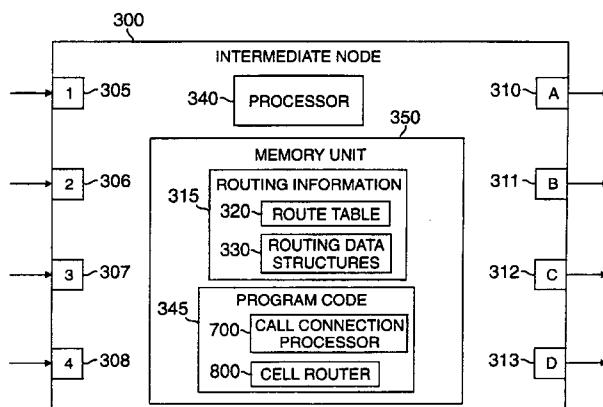 300
INTERMEDIATE NODE
1 305
340 PROCESSOR
310 A
350
MEMORY UNIT
2 306
ROUTING INFORMATION
315
320 ROUTE TABLE
311 B
330 ROUTING DATA
STRUCTURES
3 307
312 C
345 PROGRAM CODE
700 CALL CONNECTION
PROCESSOR
4 308
800 CELL ROUTER
313 D